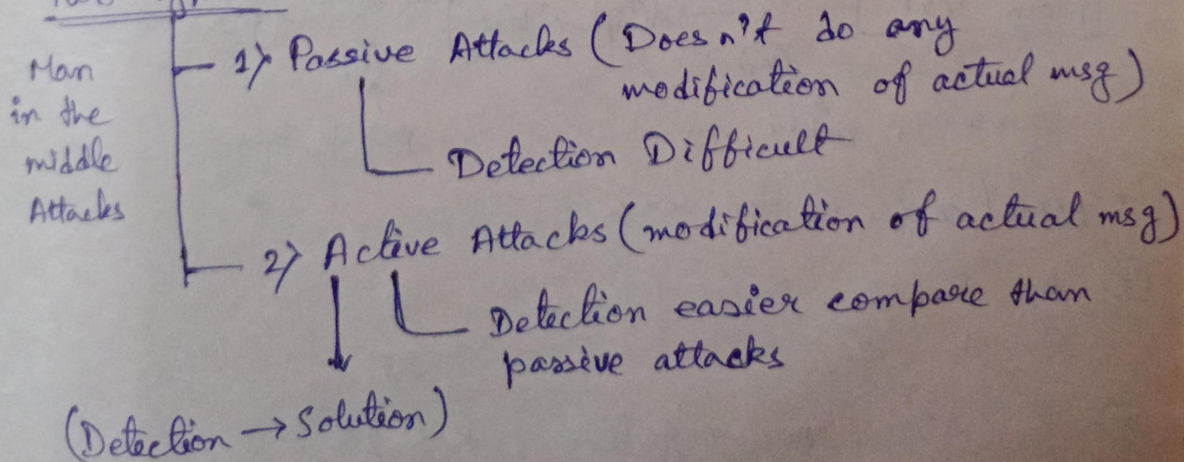 1) Passive Attacks (Doesn't do any
modification of actual msg)
Man
in the
middle
Attacks
Detection Difficult
2) Active Attacks (modification of actual msg)
Detection easier compare than
passive attacks
(Detection → Solution)